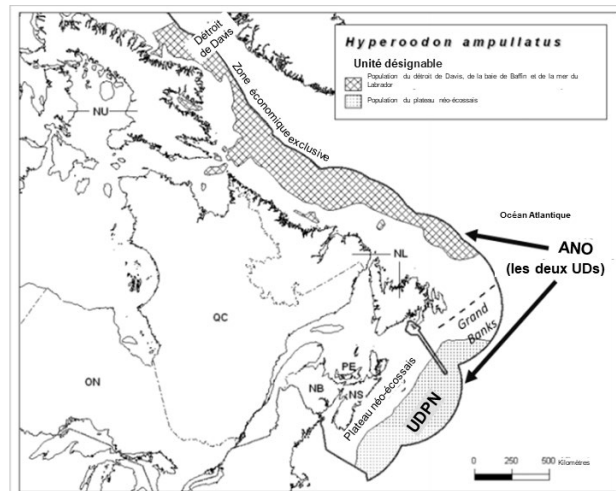 Hyperoodon ampullatus
Unité désignable
Population du détroit de Davis, de la baie de Baffin et de la mer du
Labrador
Population du plateau néo-écossais
Détroit
de Davis
Zone
économique exclusive
NU
Océan Atlantique
ANO
(les deux UDs)
NL
QC
Grand
Banks
ON
PE
NB
NS
Plateau néo-écossais
UDPN
0 250 500
Kilomètres